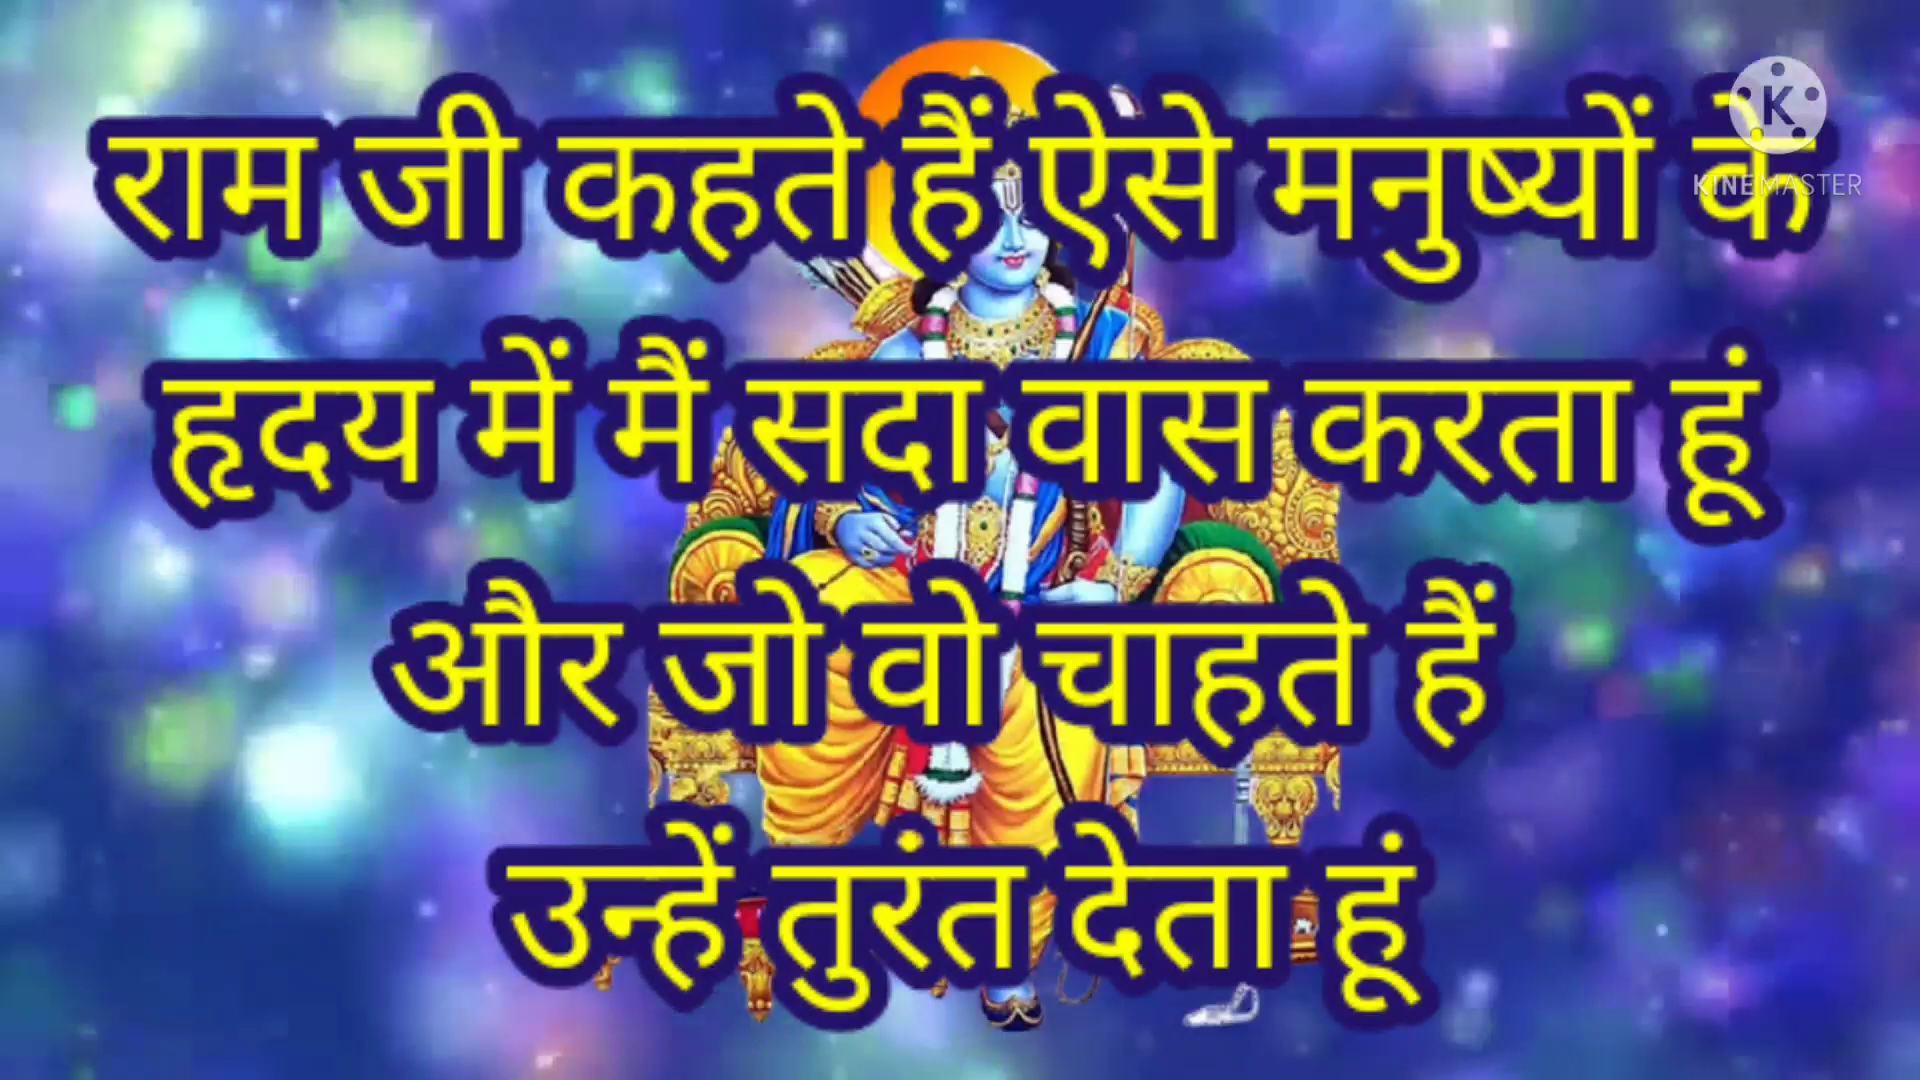 राम जी कहते हैं ऐसे मनुष्यों के
हृदय में मैं सदा वास करता हूं
और जो वो चाहते हैं
उन्हें तुरंत देता हूं
K
KINEMASTER